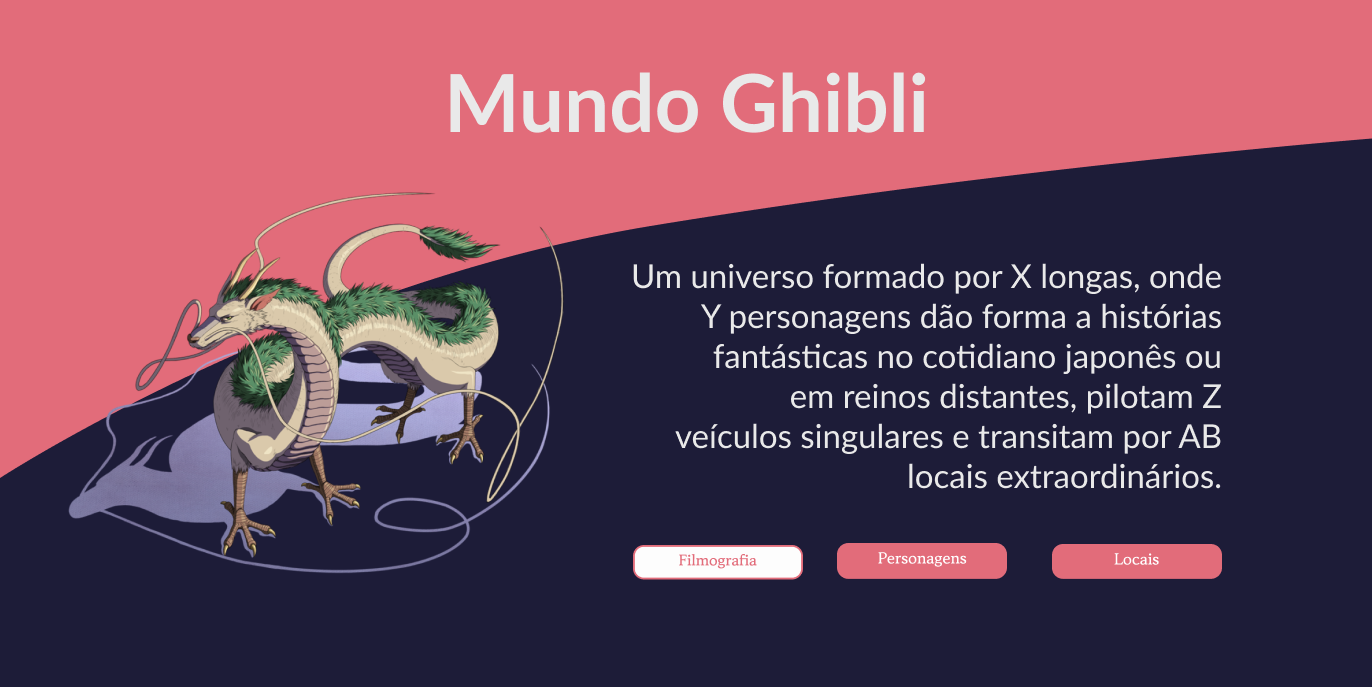 Mundo Ghibli
Um universo formado por X longas, onde
Y personagens dão forma a histórias
fantásticas no cotidiano japonês ou
em reinos distantes, pilotam Z
veículos singulares e transitam por AB
locais extraordinários.
Filmografia
Personagens
Locais